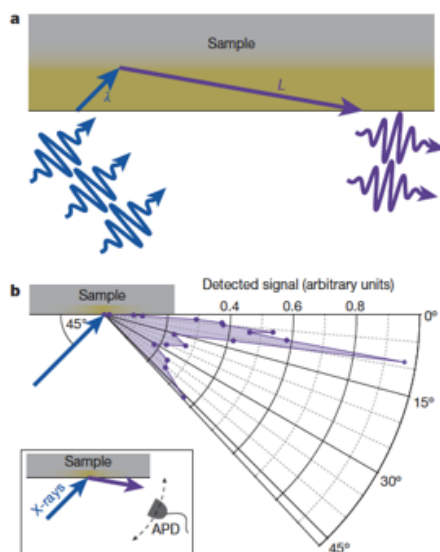 a
Sample
λ
L
b
Sample
Detected signal (arbitrary units)
0.4 0.6 0.8
0°
45°
15°
30°
45°
Sample
X-rays
APD